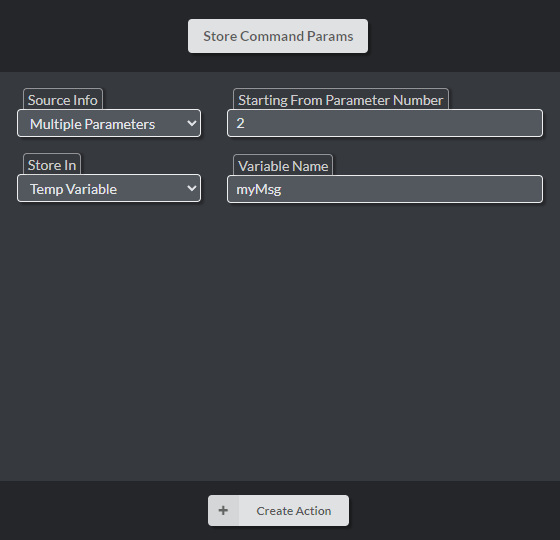 Store Command Params
Source Info
Starting From Parameter Number
Multiple Parameters
2
Store In
Variable Name
Temp Variable
myMsg
+ Create Action